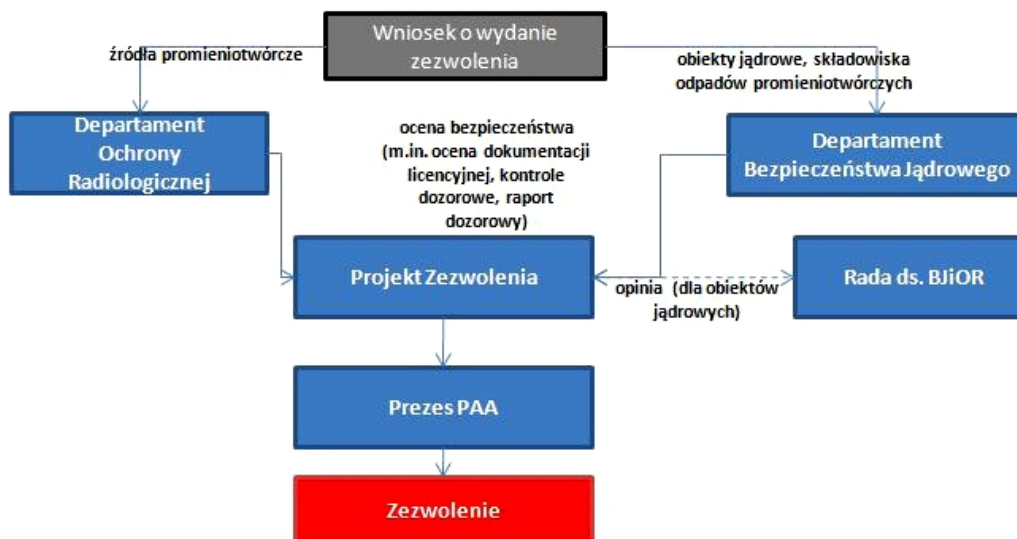 Wniosek o wydanie
zezwolenia
źródła promieniotwórcze
obiekty jądrowe, składowiska
odpadów promieniotwórczych
Departament
Ochrony
Radiologicznej
ocena bezpieczeństwa
(m.in. ocena dokumentacji
licencyjnej, kontrole
dozorowe, raport
dozorowy)
Departament
Bezpieczeństwa Jądrowego
Projekt Zezwolenia
opinia (dla obiektów
jądrowych)
Rada ds. BJiOR
Prezes PAA
Zezwolenie